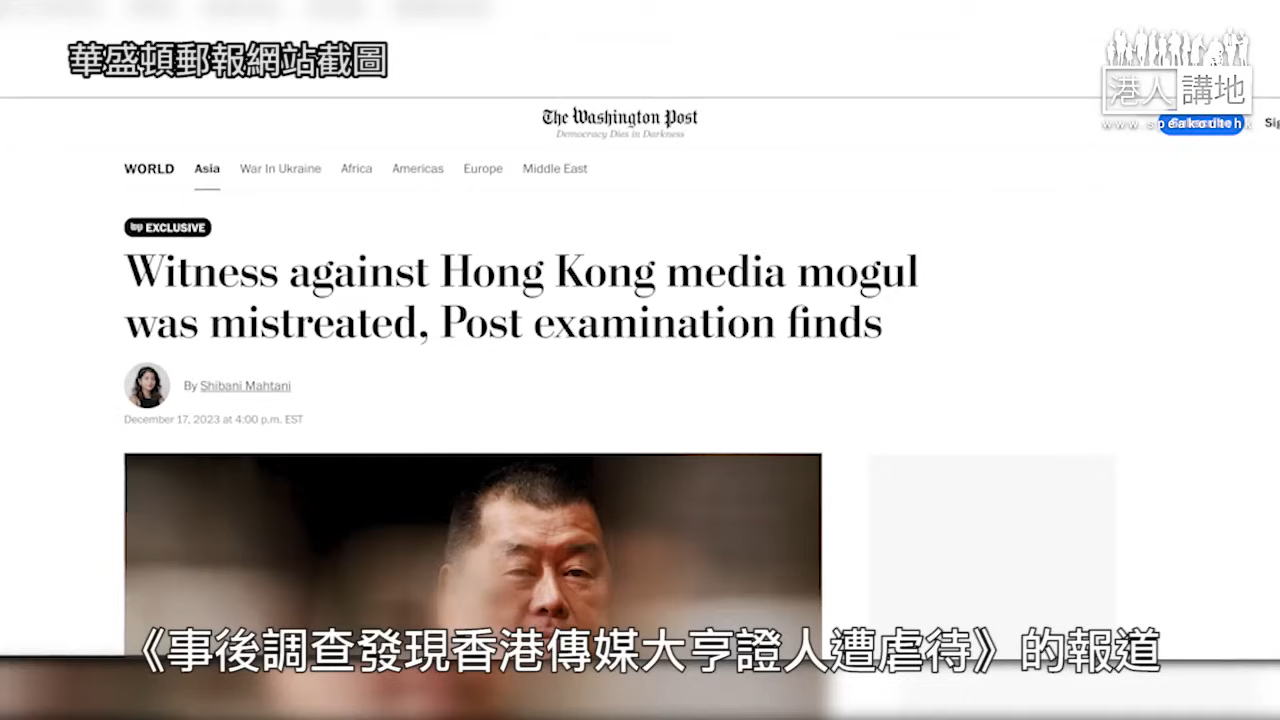 華盛頓郵報網站截圖
港人講地
www.speakouthk
The Washington Post
Democracy Dies in Darkness
WORLD Asia War In Ukraine Africa Americas Europe Middle East
wp EXCLUSIVE
Witness against Hong Kong media mogul
was mistreated, Post examination finds
By Shibani Mahtani
December 17, 2023 at 4:00 p.m. EST
《事後調查發現香港傳媒大亨證人遭虐待》的報道